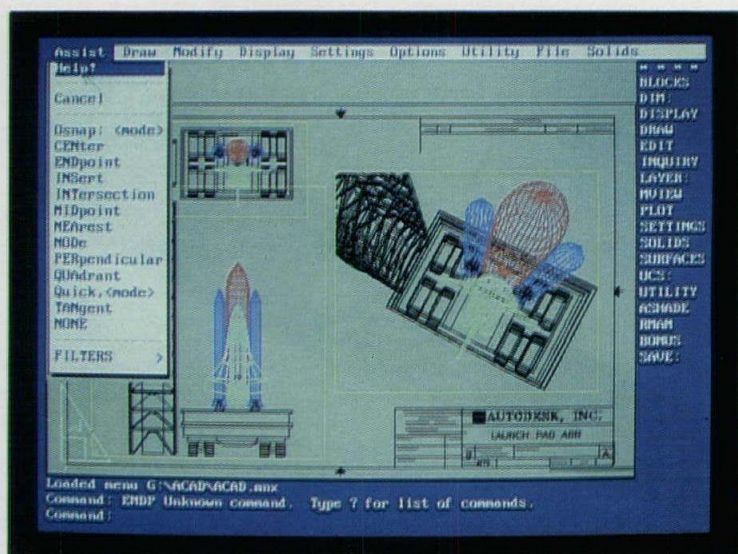 Assist Draw Modify Display Settings Options Utility File Solids
Help!
Cancel
Osnap: <mode>
CENter
ENDpoint
INSert
INTersection
MIDpoint
NEArest
NODe
PERpendicular
QUAdrant
Quick,<mode>
TANgent
NONE
FILTERS >
* * * *
BLOCKS
DIM:
DISPLAY
DRAW
EDIT
INQUIRY
LAYER:
MVIEW
PLOT
SETTINGS
SOLIDS
SURFACES
UCS:
UTILITY
ASHADE
RMAN
BONUS
SAVE:
AUTODESK, INC.
LAUNCH PAD ARR
A
Loaded menu G:\ACAD\ACAD.mnx
Command: EMDP Unknown command. Type ? for list of commands.
Command: